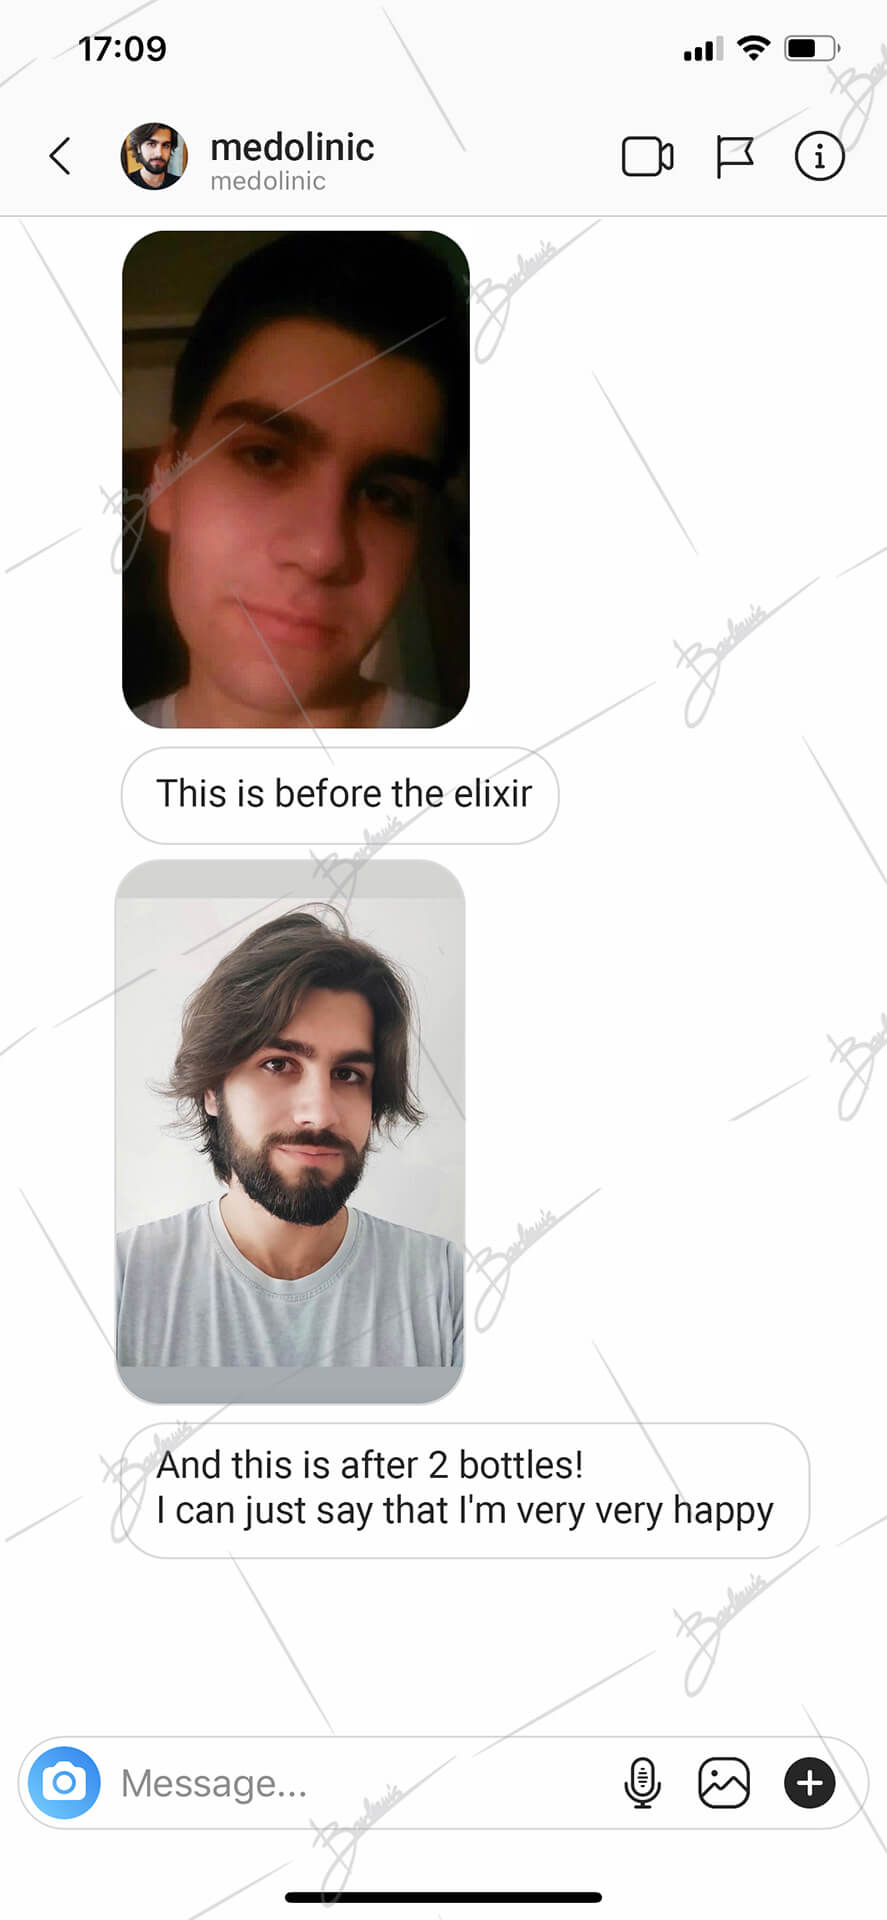 17:09
medolinic
medolinic
This is before the elixir
And this is after 2 bottles!
I can just say that I'm very very happy
Message...